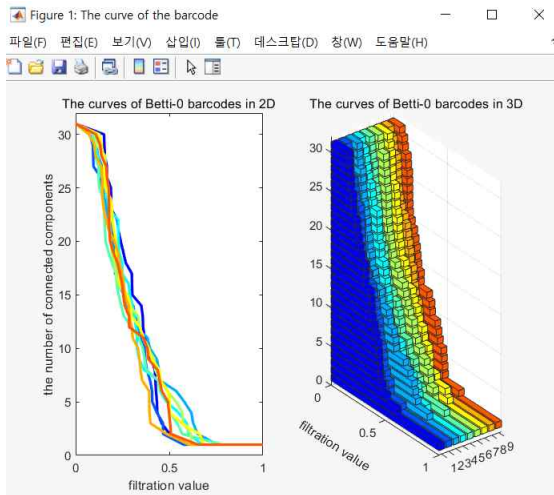 Figure 1: The curve of the barcode
파일(F) 편집(E) 보기(V) 삽입(I) 툴(T) 데스크탑(D) 창(W) 도움말(H)
The curves of Betti-0 barcodes in 2D
The curves of Betti-0 barcodes in 3D
the number of connected components
30
25
20
15
10
5
0
0 0.5 1
filtration value
30
25
20
15
10
5
0
0
0.5
1
filtration value
123456789